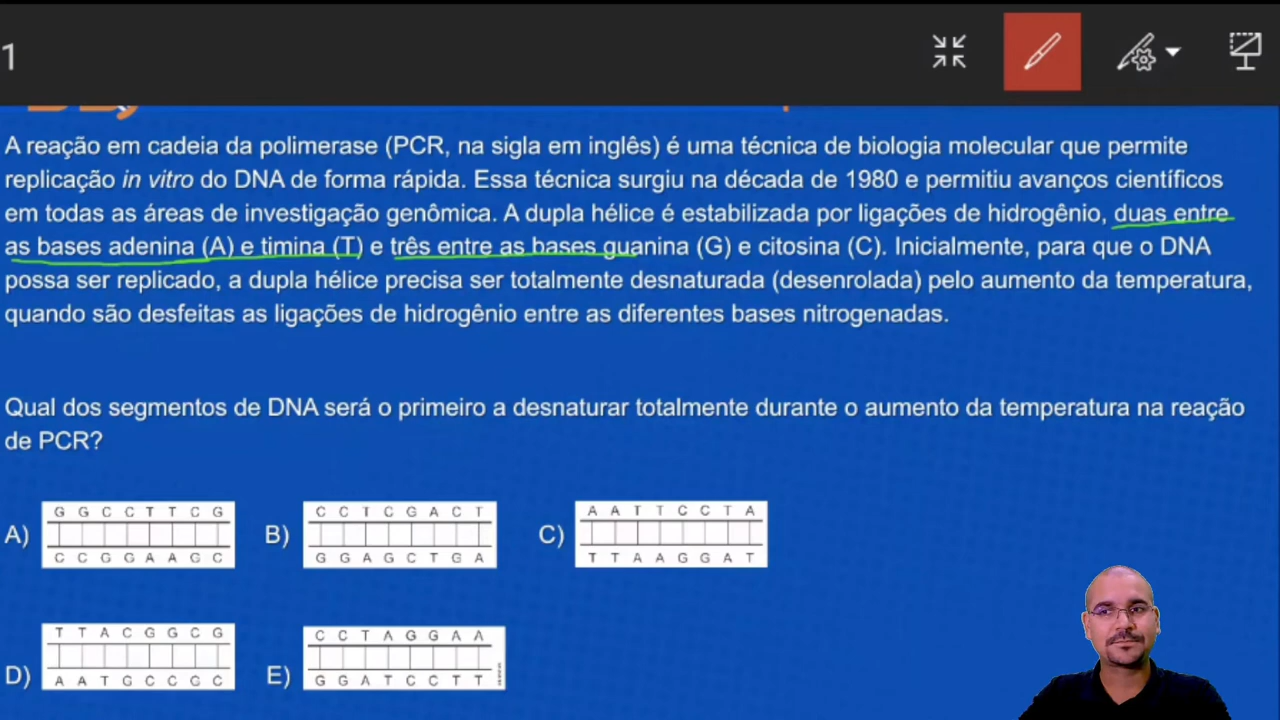 1
A reação em cadeia da polimerase (PCR, na sigla em inglês) é uma técnica de biologia molecular que permite
replicação in vitro do DNA de forma rápida. Essa técnica surgiu na década de 1980 e permitiu avanços científicos
em todas as áreas de investigação genômica. A dupla hélice é estabilizada por ligações de hidrogênio, duas entre
as bases adenina (A) e timina (T) e três entre as bases guanina (G) e citosina (C). Inicialmente, para que o DNA
possa ser replicado, a dupla hélice precisa ser totalmente desnaturada (desenrolada) pelo aumento da temperatura,
quando são desfeitas as ligações de hidrogênio entre as diferentes bases nitrogenadas.
Qual dos segmentos de DNA será o primeiro a desnaturar totalmente durante o aumento da temperatura na reação
de PCR?
A)
G G C C T T C G
C C G G A A G C
B)
C C T C G A C T
G G A G C T G A
C)
A A T T C C T A
T T A A G G A T
D)
T T A C G G C G
A A T G C C G C
E)
C C T A G G A A
G G A T C C T T